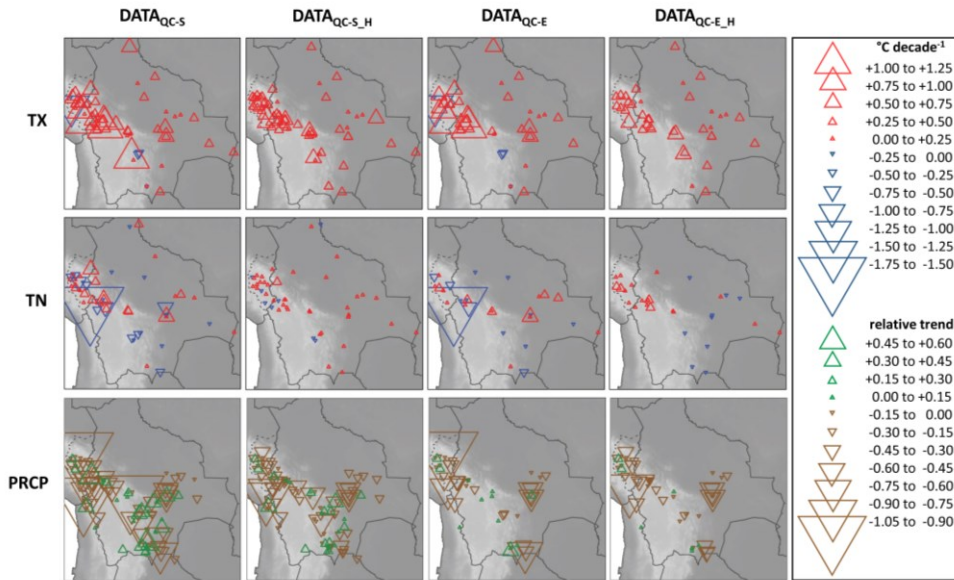 DATAQC-S DATAQC-S_H DATAQC-E DATAQC-E_H
TX
TN
PRCP
°C decade-1
+1.00 to +1.25
+0.75 to +1.00
+0.50 to +0.75
+0.25 to +0.50
0.00 to +0.25
-0.25 to 0.00
-0.50 to -0.25
-0.75 to -0.50
-1.00 to -0.75
-1.25 to -1.00
-1.50 to -1.25
-1.75 to -1.50
relative trend
+0.45 to +0.60
+0.30 to +0.45
+0.15 to +0.30
0.00 to +0.15
-0.15 to 0.00
-0.30 to -0.15
-0.45 to -0.30
-0.60 to -0.45
-0.75 to -0.60
-0.90 to -0.75
-1.05 to -0.90